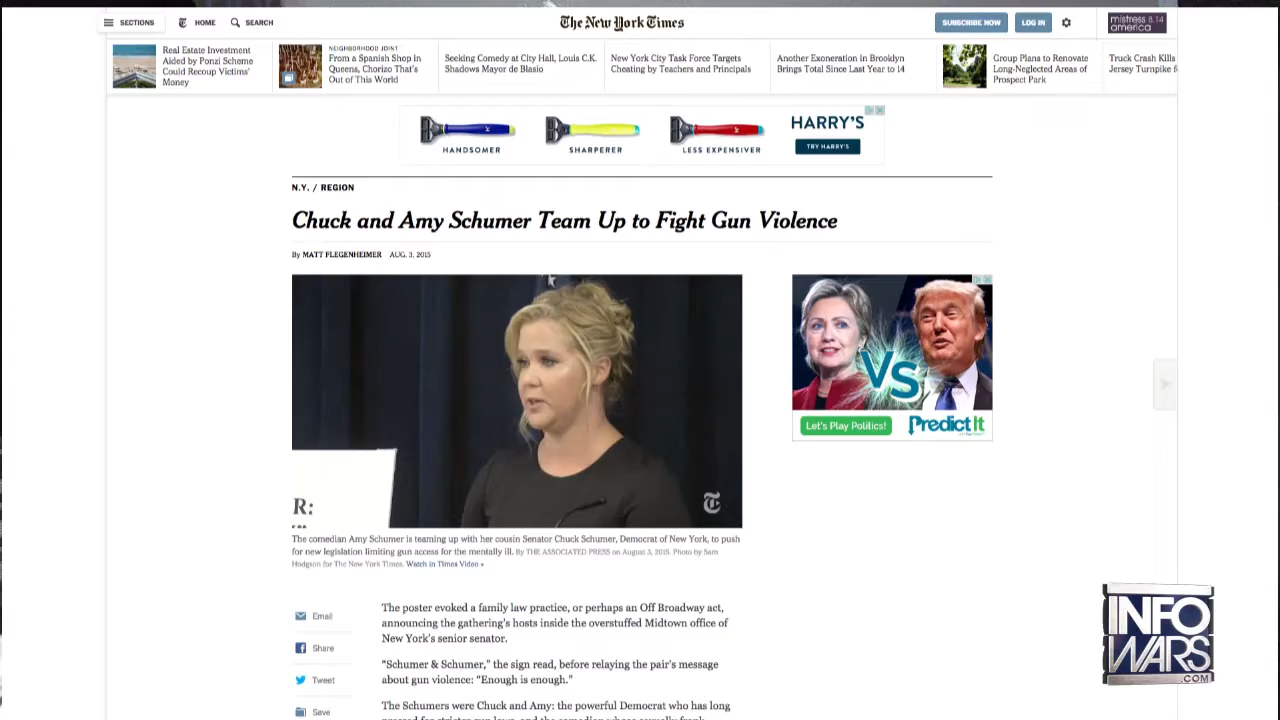 SECTIONS
HOME
SEARCH
The New York Times
SUBSCRIBE NOW
LOG IN
mistress 8.14
america
Real Estate Investment
Aided by Ponzi Scheme
Could Recoup Victims'
Money
NEIGHBORHOOD JOINT
From a Spanish Shop in
Queens, Chorizo That's
Out of This World
Seeking Comedy at City Hall, Louis C.K.
Shadows Mayor de Blasio
New York City Task Force Targets
Cheating by Teachers and Principals
Another Exoneration in Brooklyn
Brings Total Since Last Year to 14
Group Plans to Renovate
Long-Neglected Areas of
Prospect Park
Truck Crash Kills
Jersey Turnpike
HANDSOMER
SHARPERER
LESS EXPENSIVER
HARRY'S
TRY HARRY'S
N.Y. / REGION
Chuck and Amy Schumer Team Up to Fight Gun Violence
By MATT FLEGENHEIMER AUG. 3, 2015
R:
VS
Let's Play Politics!
PredictIt
The comedian Amy Schumer is teaming up with her cousin Senator Chuck Schumer, Democrat of New York, to push
for new legislation limiting gun access for the mentally ill. By THE ASSOCIATED PRESS on August 3, 2015. Photo by Sam
Hodgson for The New York Times. Watch in Times Video »
Email
Share
Tweet
Save
The poster evoked a family law practice, or perhaps an Off Broadway act,
announcing the gathering's hosts inside the overstuffed Midtown office of
New York's senior senator.
“Schumer & Schumer,” the sign read, before relaying the pair's message
about gun violence: “Enough is enough.”
The Schumers were Chuck and Amy: the powerful Democrat who has long
INFO
WARS
.COM